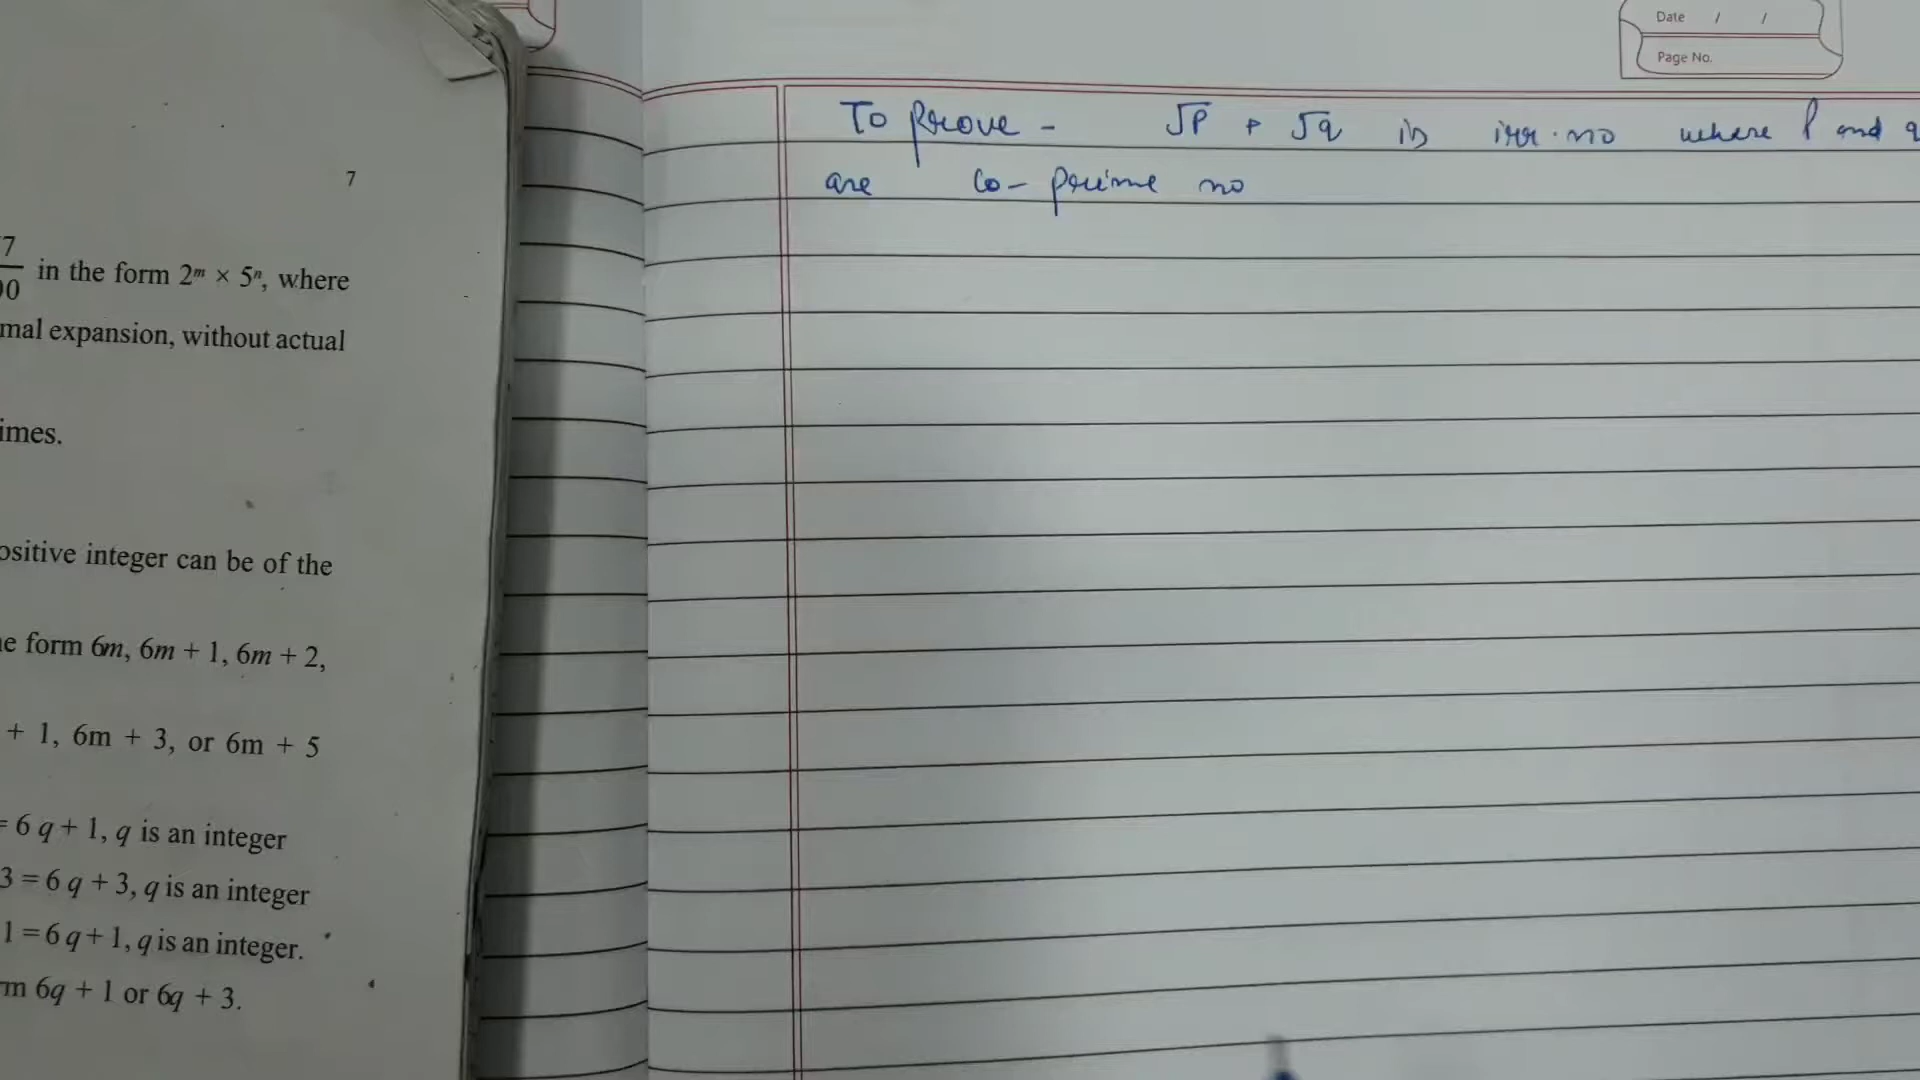 Date / /
Page No.
To prove - √p + √q is irr. no where p and q
are co-prime no
7
7
00
in the form 2ᵐ × 5ⁿ, where
mal expansion, without actual
imes.
ositive integer can be of the
e form 6m, 6m + 1, 6m + 2,
+ 1, 6m + 3, or 6m + 5
= 6 q + 1, q is an integer
3 = 6 q + 3, q is an integer
1 = 6 q + 1, q is an integer.
m 6q + 1 or 6q + 3.